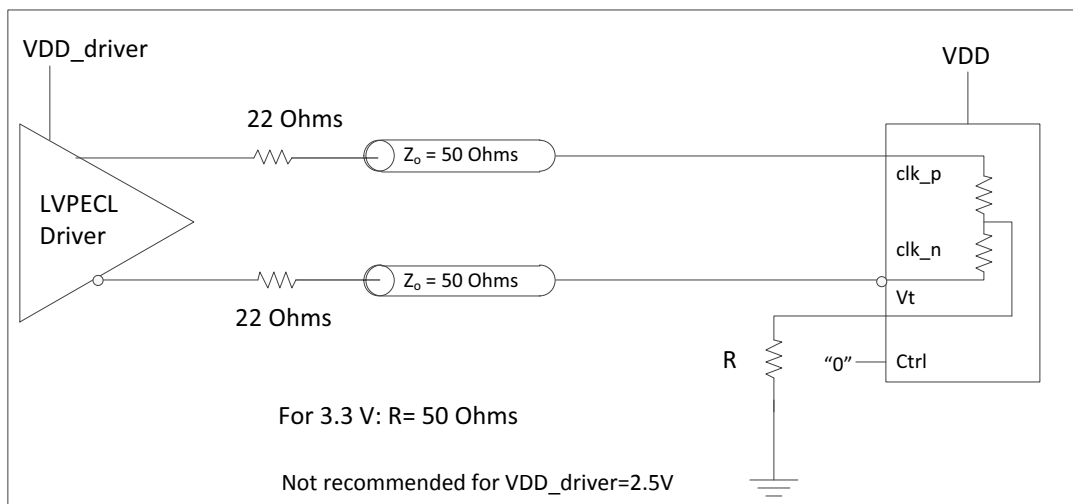 VDD_driver
VDD
22 Ohms
Zo = 50 Ohms
clk_p
LVPECL
Driver
clk_n
Zo = 50 Ohms
Vt
22 Ohms
R
“0”
Ctrl
For 3.3 V: R= 50 Ohms
Not recommended for VDD_driver=2.5V